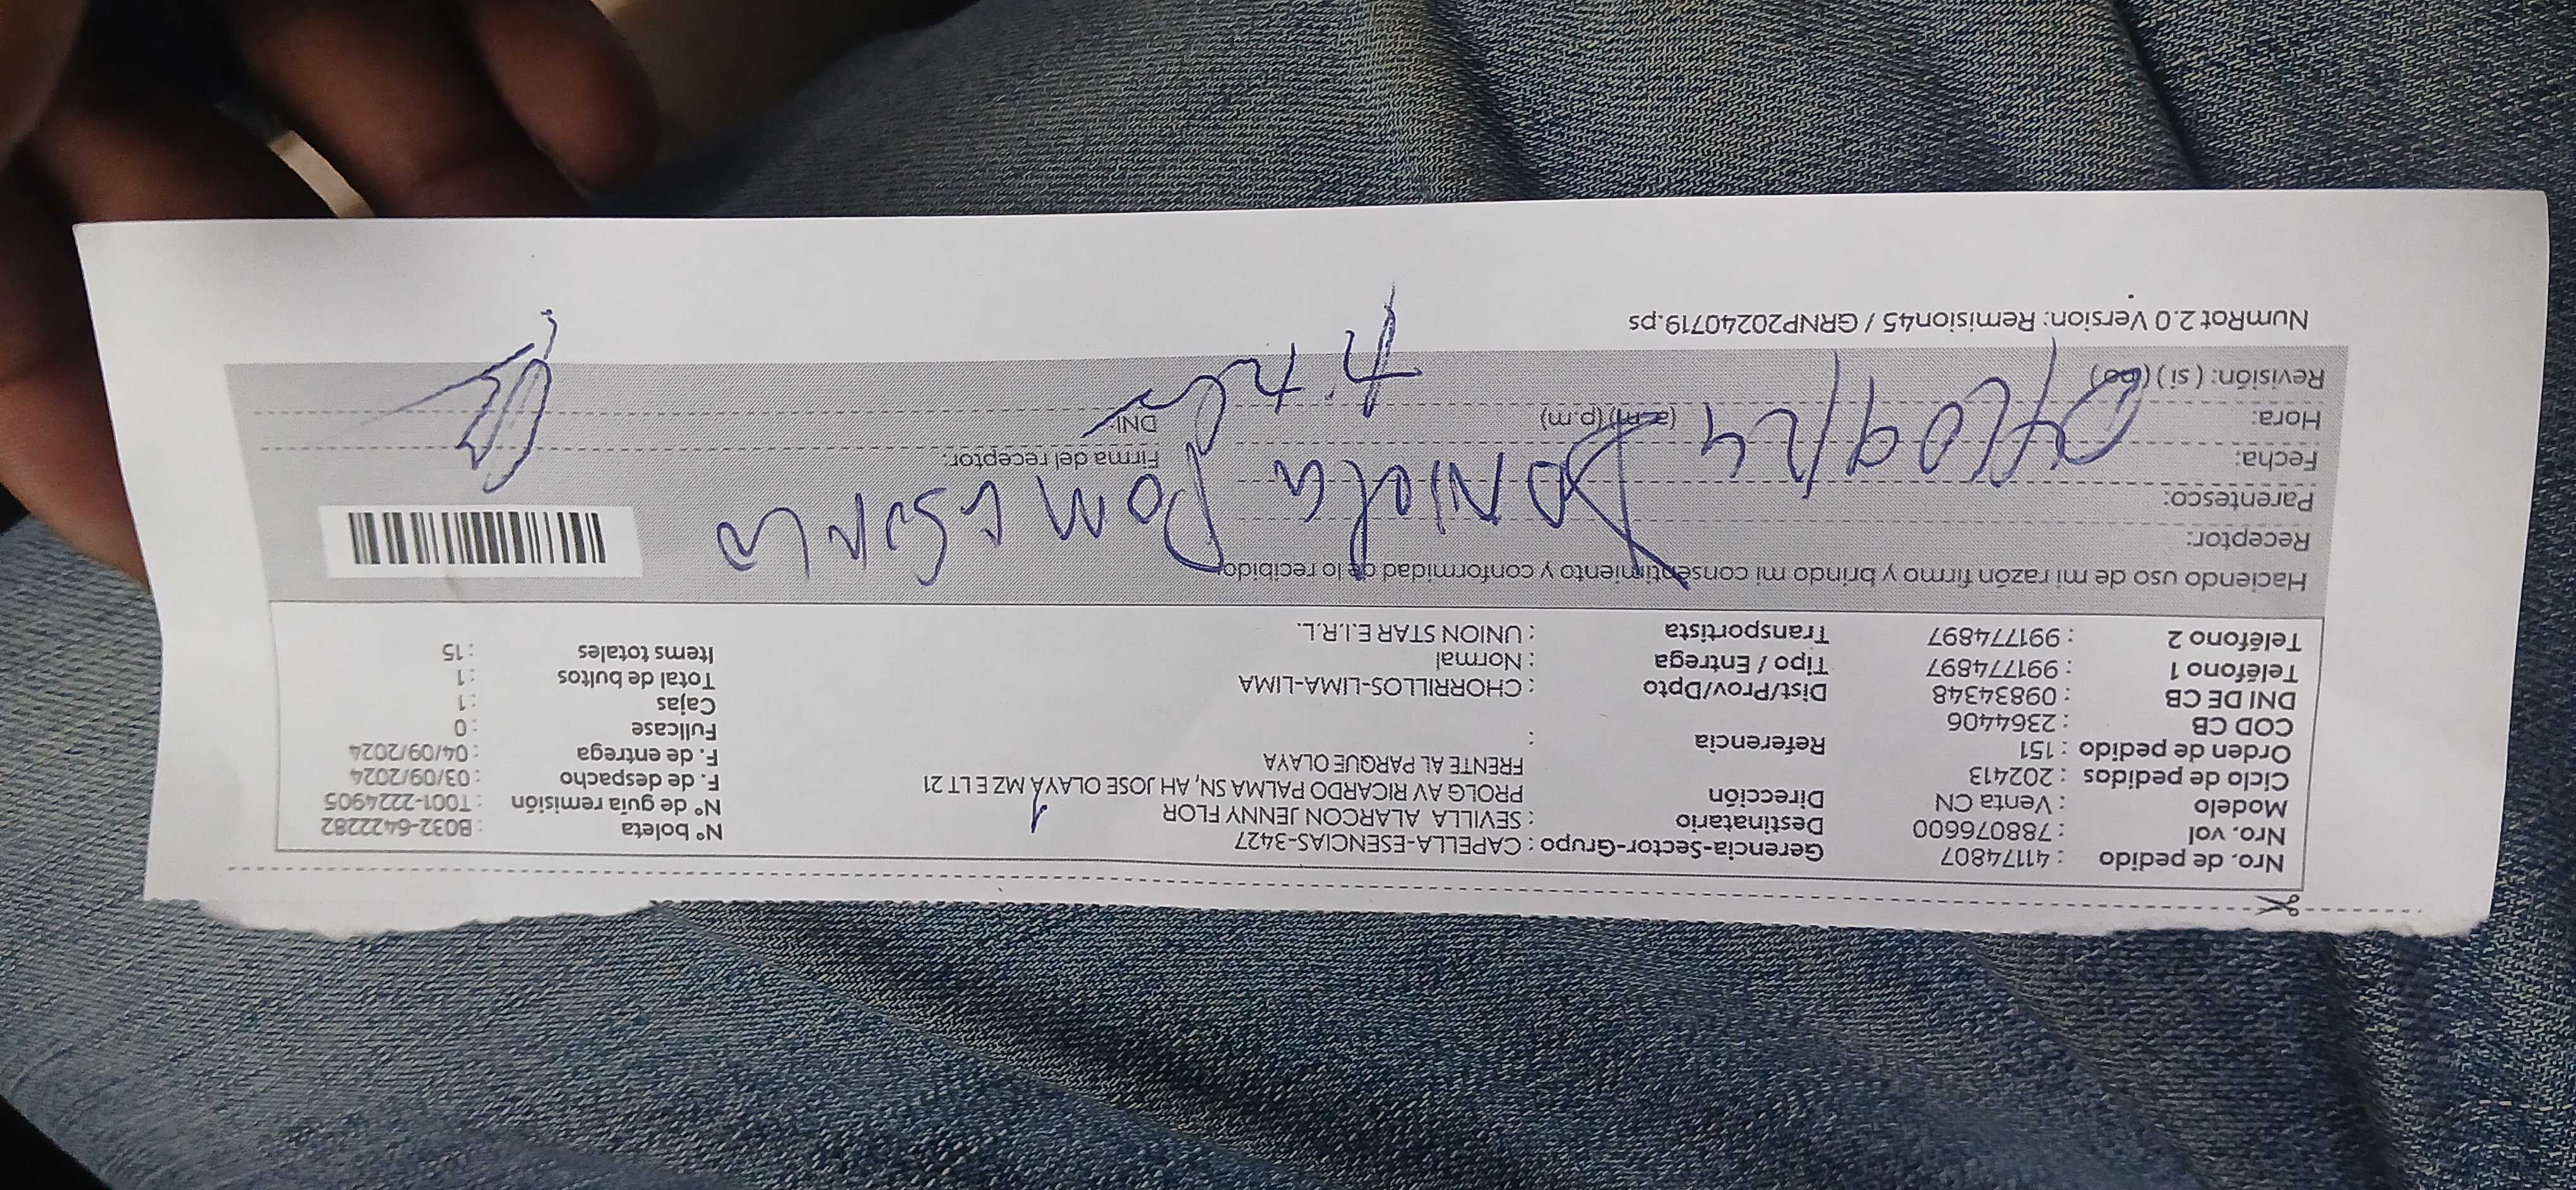 Nro. de pedido : 41174807
Nro. vol : 788076600
Modelo : Venta CN
Ciclo de pedidos : 202413
Orden de pedido : 151
COD CB : 2364406
DNI DE CB : 09834348
Teléfono 1 : 991774897
Teléfono 2 : 991774897
Gerencia-Sector-Grupo : CAPELLA-ESENCIAS-3427
Destinatario : SEVILLA ALARCON JENNY FLOR
Dirección PROLG AV RICARDO PALMA SN, AH JOSE OLAYA MZ E LT 21
FRENTE AL PARQUE OLAYA
Referencia :
Dist/Prov/Dpto : CHORRILLOS-LIMA-LIMA
Tipo / Entrega : Normal
Transportista : UNION STAR E.I.R.L.
N° boleta : B032-6422282
N° de guía remisión : T001-2224905
F. de despacho : 03/09/2024
F. de entrega : 04/09/2024
Fullcase : 0
Cajas : 1
Total de bultos : 1
Items totales : 15
Haciendo uso de mi razón firmo y brindo mi consentimiento y conformidad de lo recibido
Receptor:
Parentesco:
Fecha:
Hora: (a.m) (p.m)
Revisión: ( si ) ( no )
04/09/24
Firma del receptor:
DNI:
NumRot 2.0 Version: Remision45 / GRNP20240719.ps